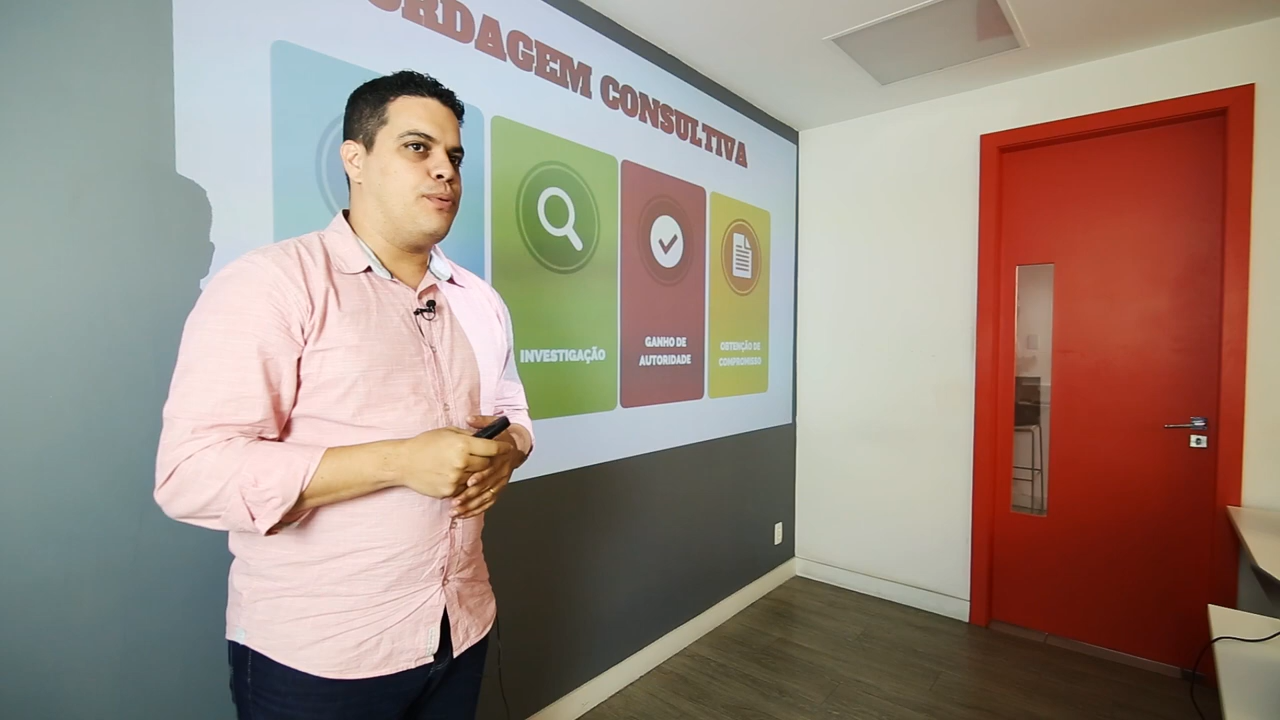 ORDAGEM CONSULTIVA
INVESTIGAÇÃO
GANHO DE
AUTORIDADE
OBTENÇÃO DE
COMPROMISSO